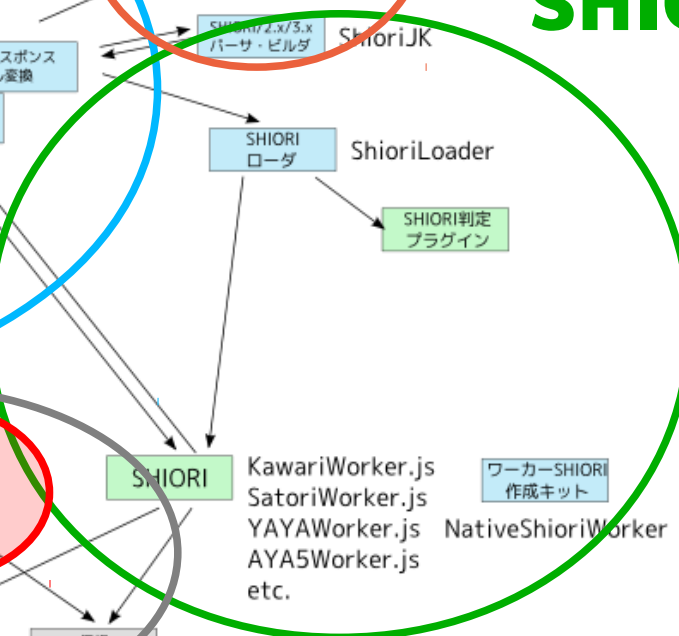 SHIO
SHIORI/2.x/3.x
パーサ・ビルダ
ShioriJK
スポンス
ル変換
SHIORI
ローダ
ShioriLoader
SHIORI判定
プラグイン
SHIORI
KawariWorker.js
SatoriWorker.js
YAYAWorker.js
AYA5Worker.js
etc.
ワーカーSHIORI
作成キット
NativeShioriWorker